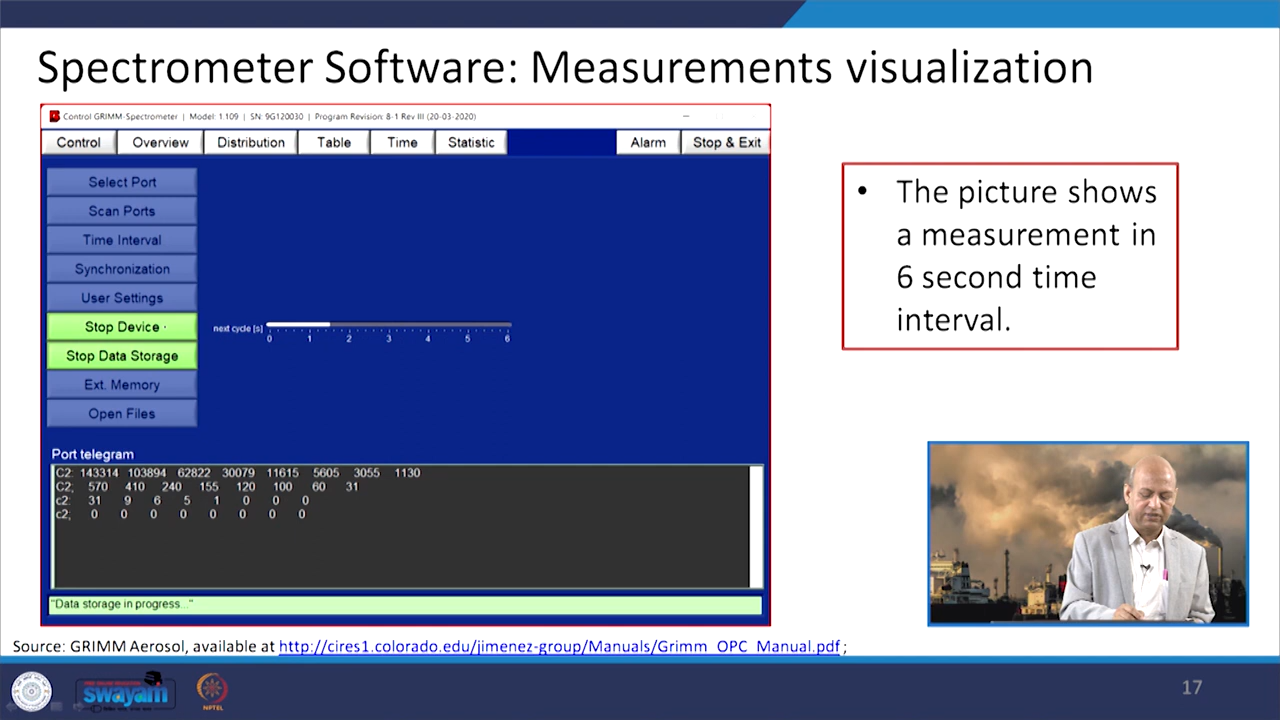 Spectrometer Software: Measurements visualization
Control GRIMM-Spectrometer | Model: 1.109 | SN: 9G120030 | Program Revision: 8-1 Rev III (20-03-2020)
Control Overview Distribution Table Time Statistic Alarm Stop & Exit
Select Port
Scan Ports
Time Interval
Synchronization
User Settings
Stop Device ·
next cycle [s]
0 1 2 3 4 5 6
Stop Data Storage
Ext. Memory
Open Files
Port telegram
C2: 143314 103894 62822 30079 11615 5605 3055 1130
C2; 570 410 240 155 120 100 60 31
c2: 31 9 6 5 1 0 0 0
c2; 0 0 0 0 0 0 0 0
"Data storage in progress..."
• The picture shows
a measurement in
6 second time
interval.
Source: GRIMM Aerosol, available at http://cires1.colorado.edu/jimenez-group/Manuals/Grimm_OPC_Manual.pdf ;
swayam
NPTEL
17